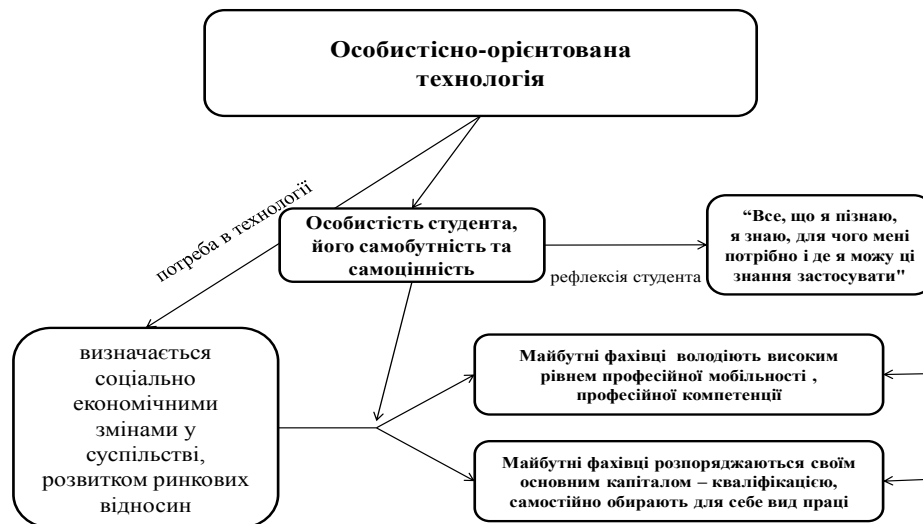 Особистісно-орієнтована
технологія
потреба в технології
Особистість студента,
його самобутність та
самоцінність
рефлексія студента
“Все, що я пізнаю,
я знаю, для чого мені
потрібно і де я можу ці
знання застосувати"
визначається
соціально
економічними
змінами у
суспільстві,
розвитком ринкових
відносин
Майбутні фахівці володіють високим
рівнем професійної мобільності ,
професійної компетенції
Майбутні фахівці розпоряджаються своїм
основним капіталом – кваліфікацією,
самостійно обирають для себе вид праці